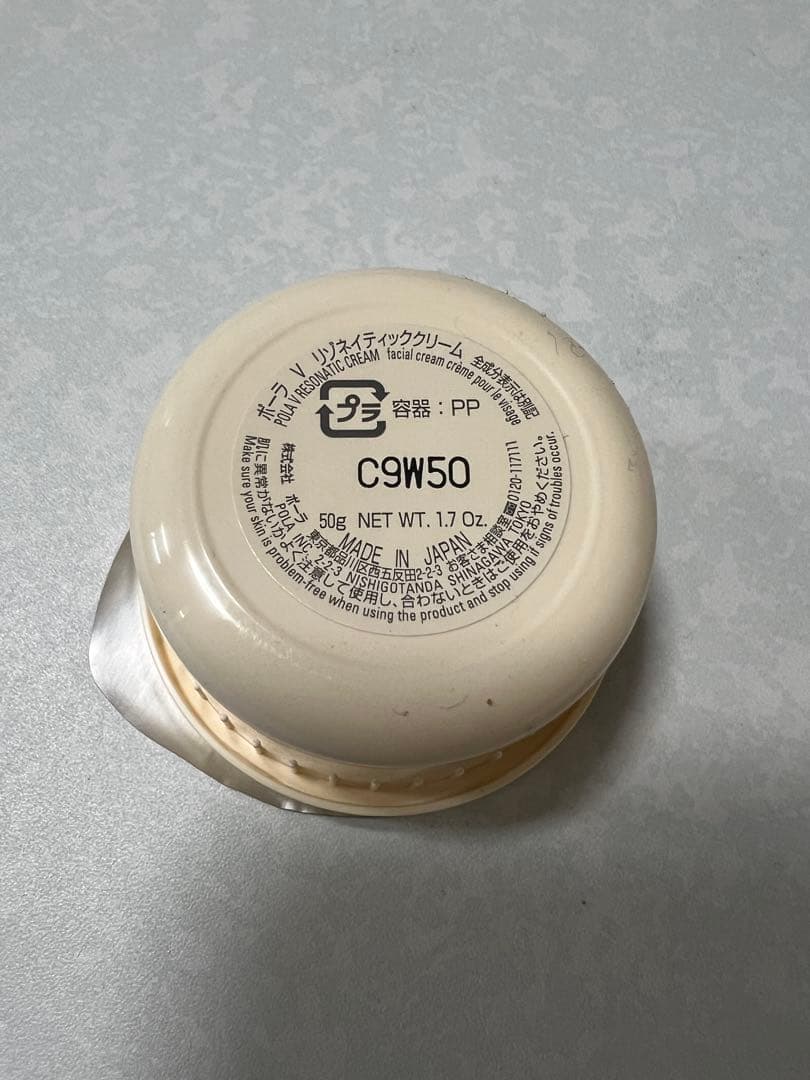 ポーラ V リゾネイティッククリーム 全成分表示は別記
POLA V RESONATIC CREAM facial cream crème pour le visage
プラ 容器：PP
C9W50
50g NET WT. 1.7 Oz.
MADE IN JAPAN
株式会社 ポーラ 東京都品川区西五反田2-2-3 お客さま相談室 0120-117111
POLA INC. 2-2-3 NISHIGOTANDA SHINAGAWA TOKYO
肌に異常がないかよく注意して使用し、合わないときはご使用をおやめください。
Make sure your skin is problem-free when using the product and stop using if signs of troubles occur.